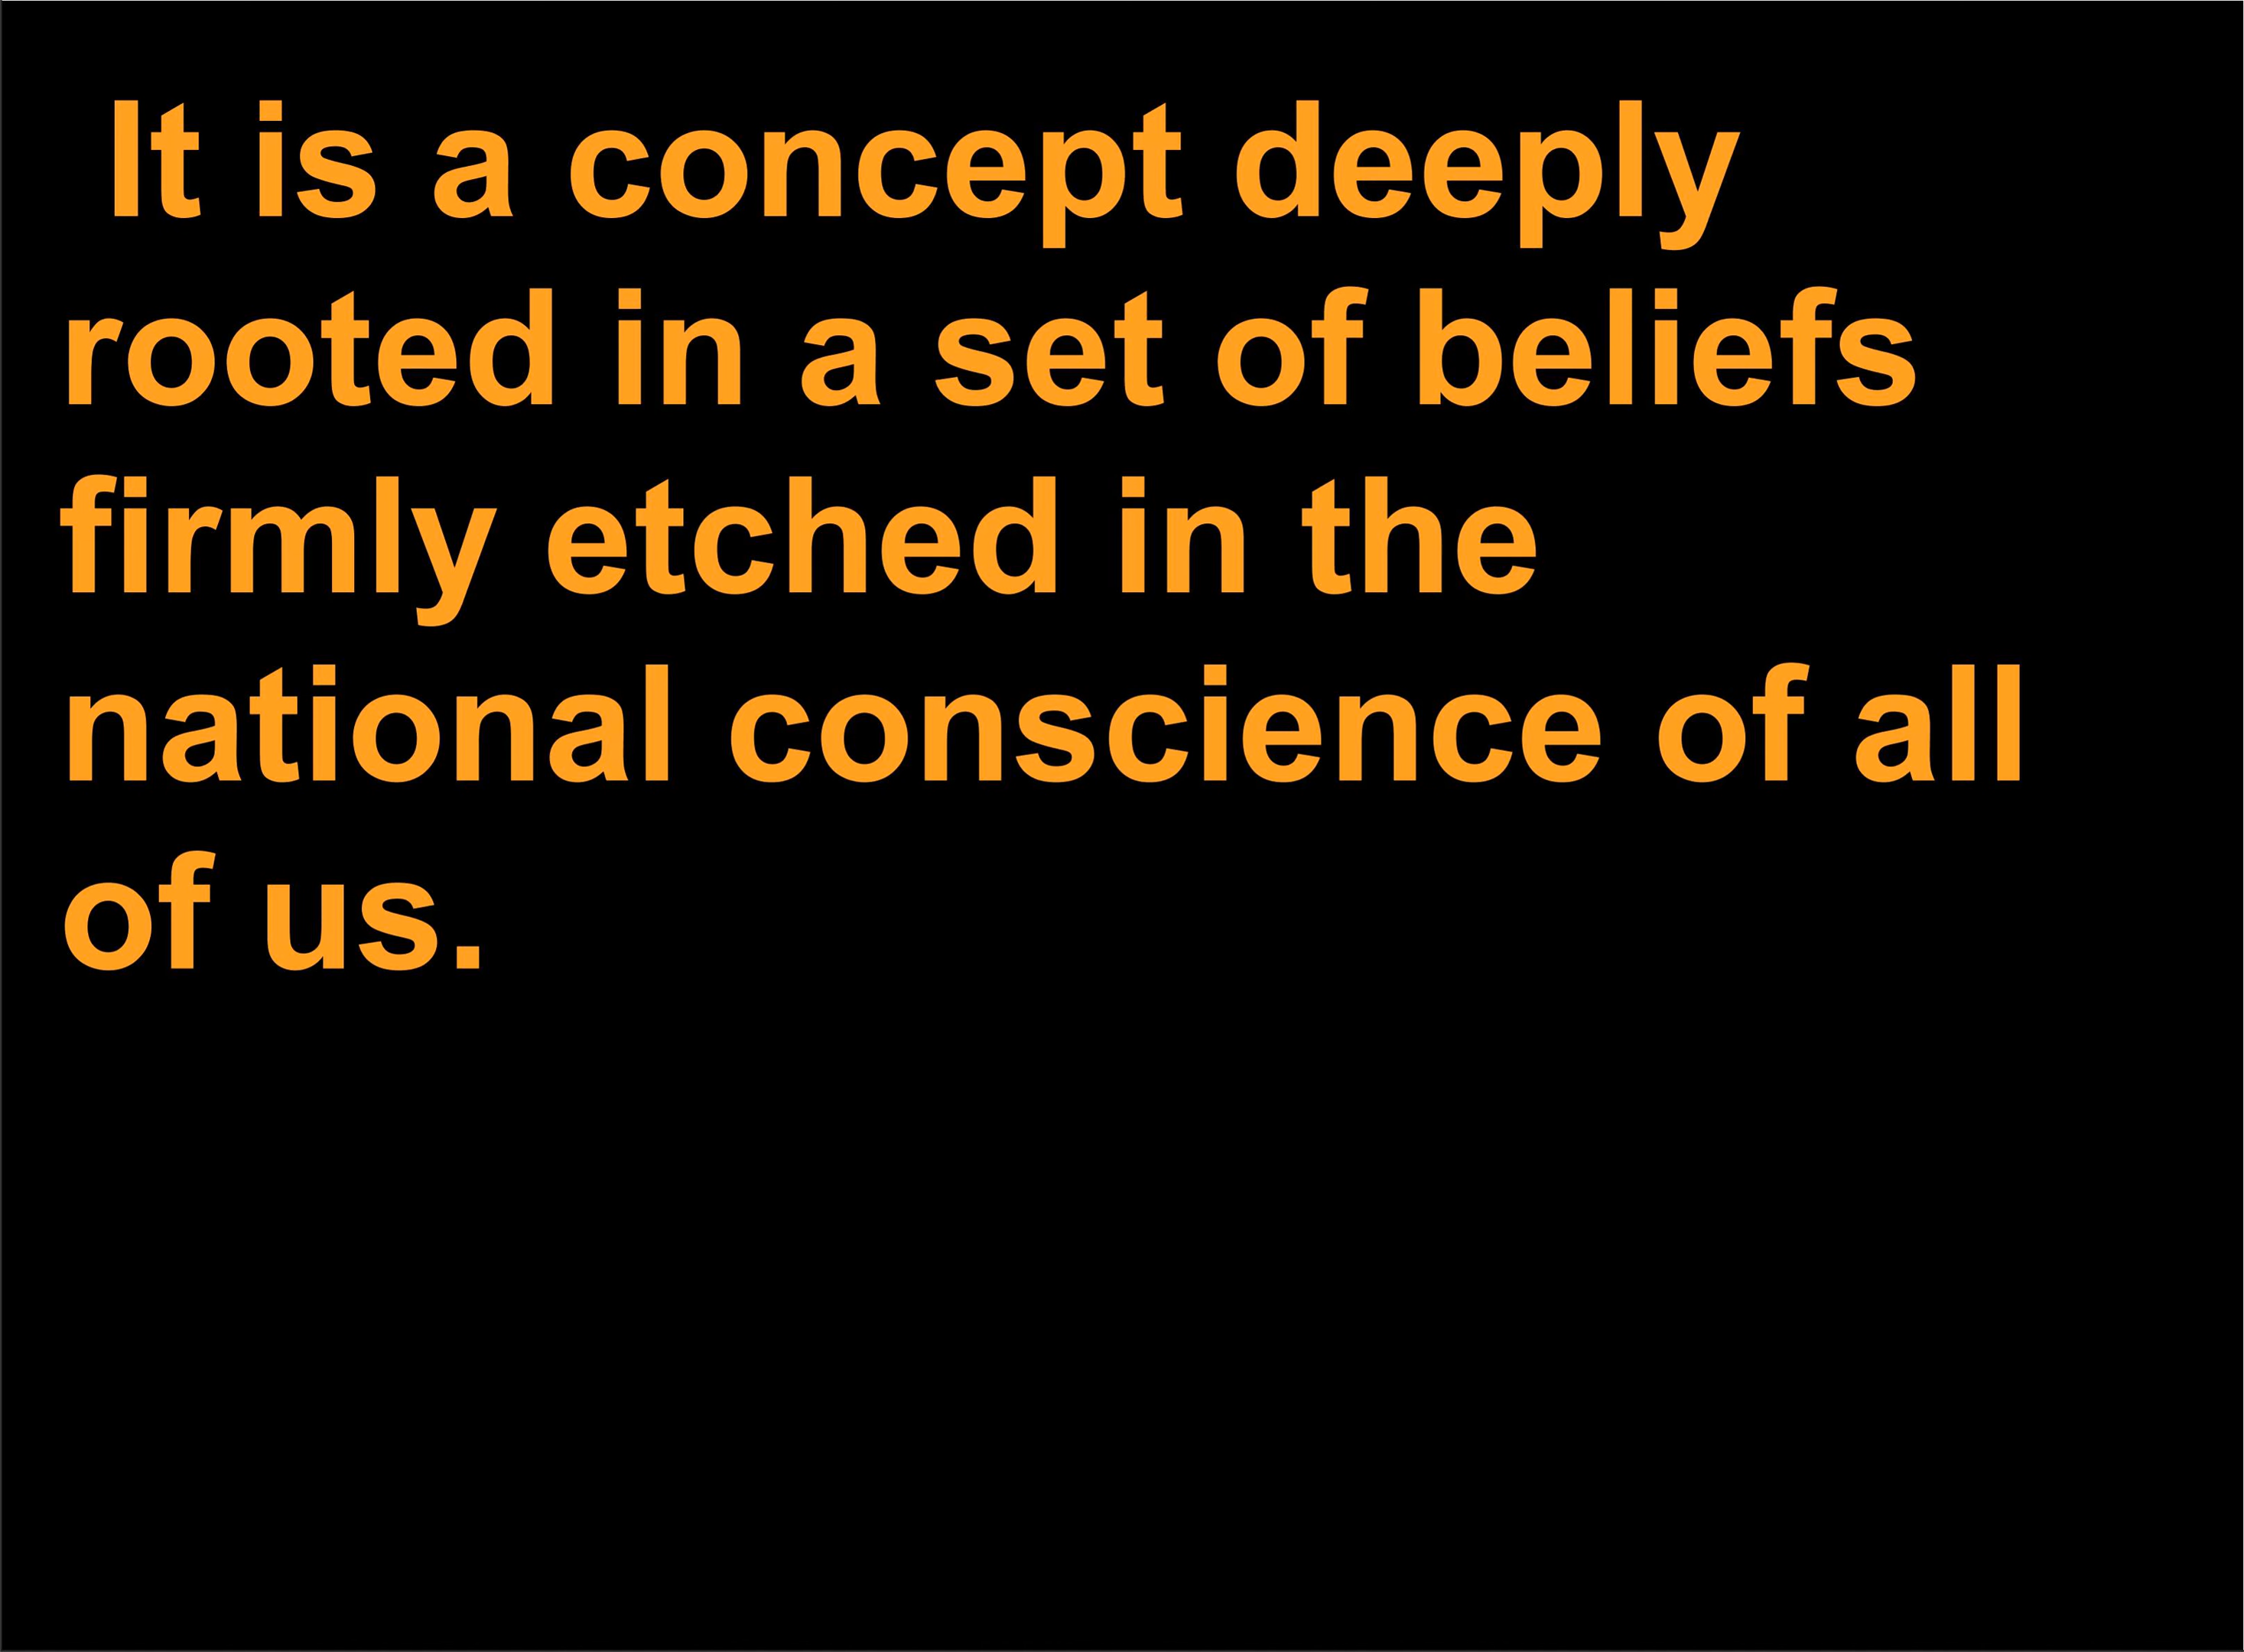 It is a concept deeply
rooted in a set of beliefs
firmly etched in the
national conscience of all
of us.